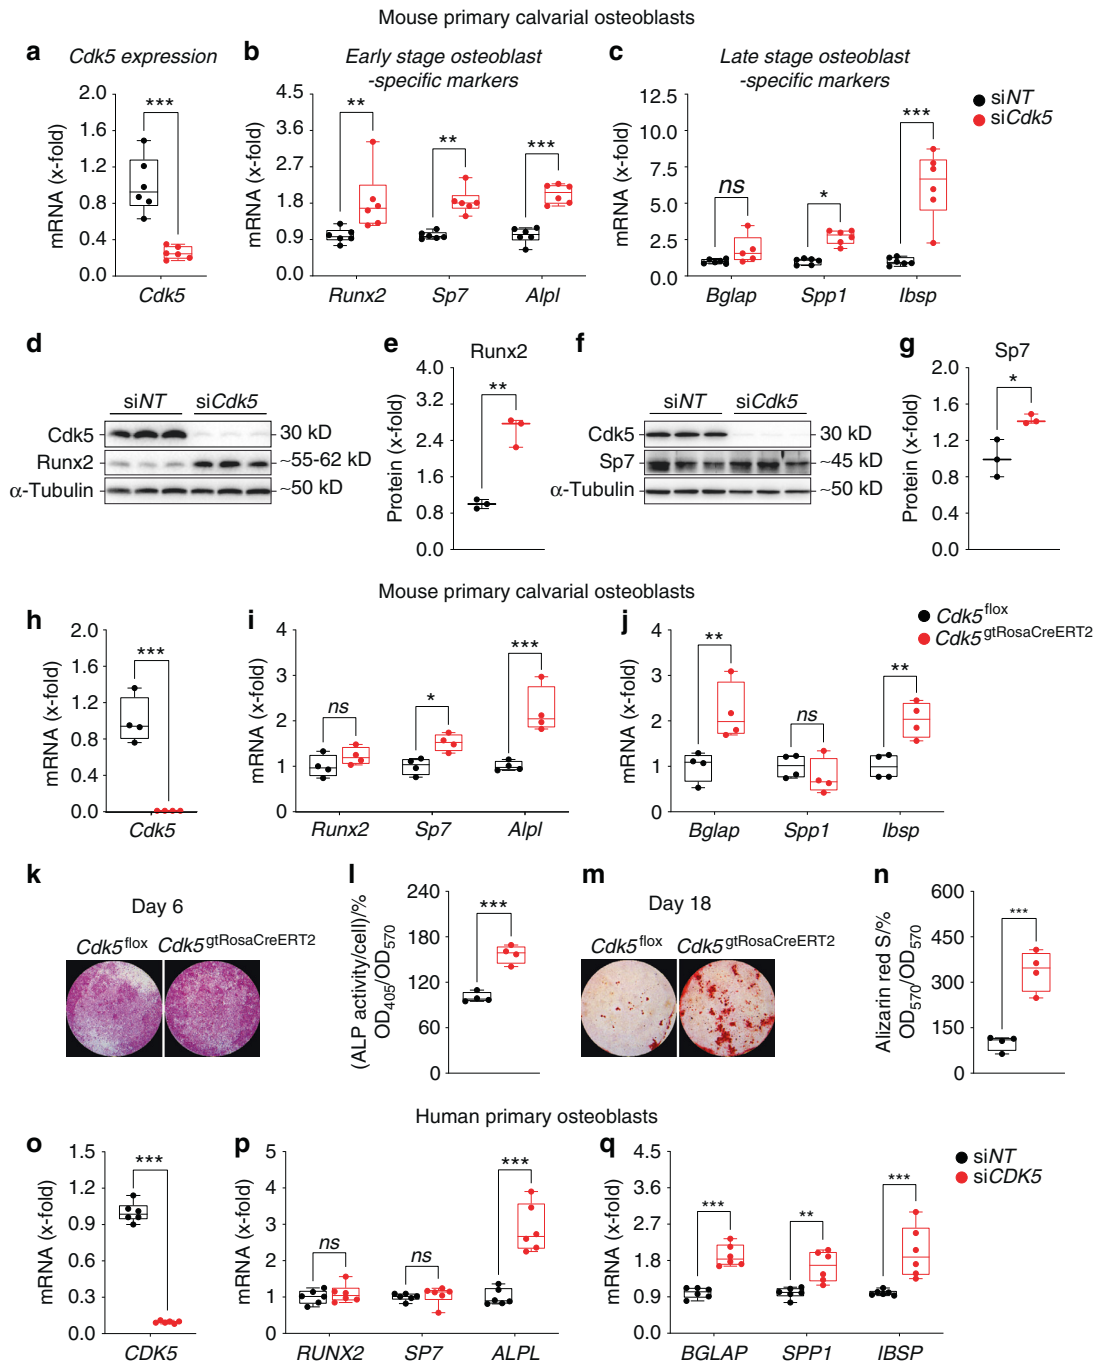 Mouse primary calvarial osteoblasts
a
Cdk5 expression
mRNA (x-fold)
2.0
1.6
1.2
0.8
0.4
0.0
***
Cdk5
b
Early stage osteoblast
-specific markers
mRNA (x-fold)
4.5
3.6
2.7
1.8
0.9
0.0
**
**
***
Runx2 Sp7 Alpl
c
Late stage osteoblast
-specific markers
mRNA (x-fold)
12.5
10.0
7.5
5.0
2.5
0.0
ns
*
***
Bglap Spp1 Ibsp
siNT
siCdk5
d
siNT siCdk5
Cdk5 30 kD
Runx2 ~55-62 kD
α-Tubulin ~50 kD
e
Runx2
Protein (x-fold)
4.0
3.2
2.4
1.6
0.8
0.0
**
f
siNT siCdk5
Cdk5 30 kD
Sp7 ~45 kD
α-Tubulin ~50 kD
g
Sp7
Protein (x-fold)
2.0
1.6
1.2
0.8
0.4
0.0
*
Mouse primary calvarial osteoblasts
h
mRNA (x-fold)
2.0
1.6
1.2
0.8
0.4
0.0
***
Cdk5
i
mRNA (x-fold)
4
3
2
1
0
ns
*
***
Runx2 Sp7 Alpl
j
mRNA (x-fold)
4
3
2
1
0
**
ns
**
Bglap Spp1 Ibsp
Cdk5flox
Cdk5gtRosaCreERT2
k
Day 6
Cdk5flox Cdk5gtRosaCreERT2
l
(ALP activity/cell)/%
OD405/OD570
240
180
120
60
0
***
m
Day 18
Cdk5flox Cdk5gtRosaCreERT2
n
Alizarin red S/%
OD570/OD570
600
450
300
150
0
***
Human primary osteoblasts
o
mRNA (x-fold)
1.5
1.2
0.9
0.6
0.3
0.0
***
CDK5
p
mRNA (x-fold)
5
4
3
2
1
0
ns
ns
***
RUNX2 SP7 ALPL
q
mRNA (x-fold)
4.5
3.6
2.7
1.8
0.9
0.0
***
**
***
BGLAP SPP1 IBSP
siNT
siCDK5